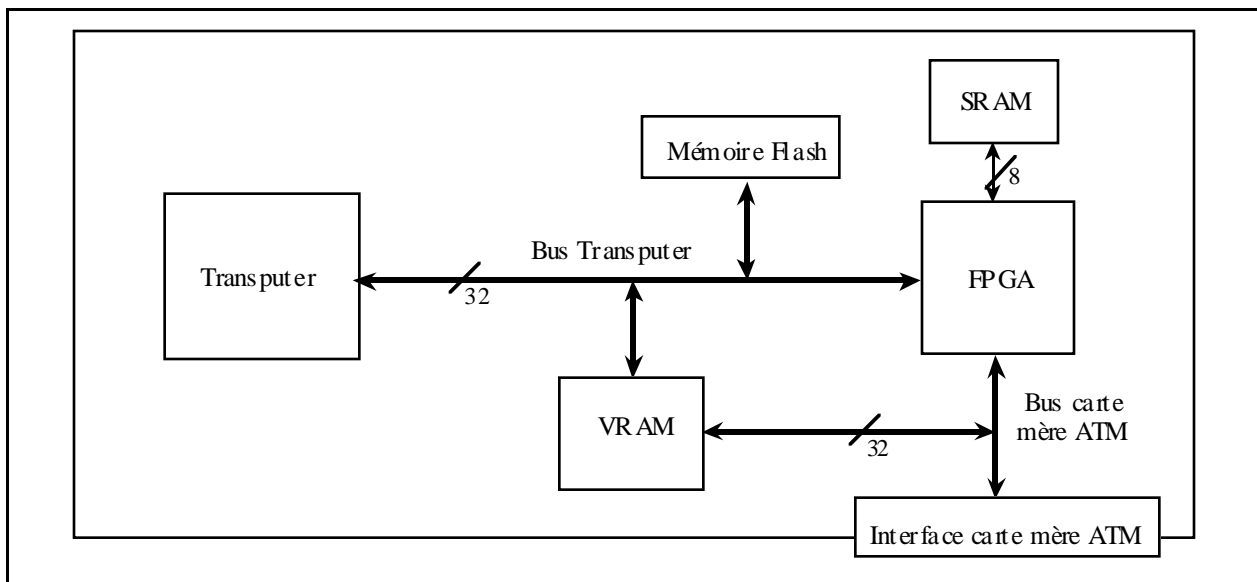 SRAM
8
Mémoire Flash
Bus Transputer
Transputer
32
FPGA
VRAM
32
Bus carte
mère ATM
Interface carte mère ATM